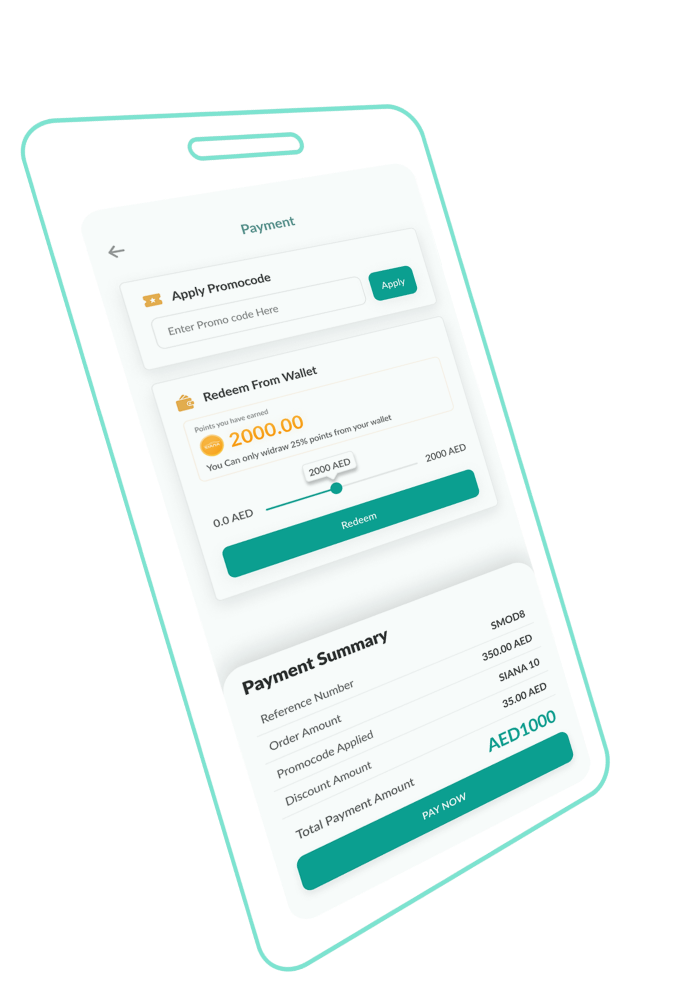 Payment
Apply Promocode
Enter Promo code Here
Apply
Redeem From Wallet
Points you have earned
2000.00
You Can only widraw 25% points from your wallet
2000 AED
0.0 AED
2000 AED
Redeem
Payment Summary
Reference Number SMOD8
Order Amount 350.00 AED
Promocode Applied SIANA 10
Discount Amount 35.00 AED
Total Payment Amount AED1000
PAY NOW